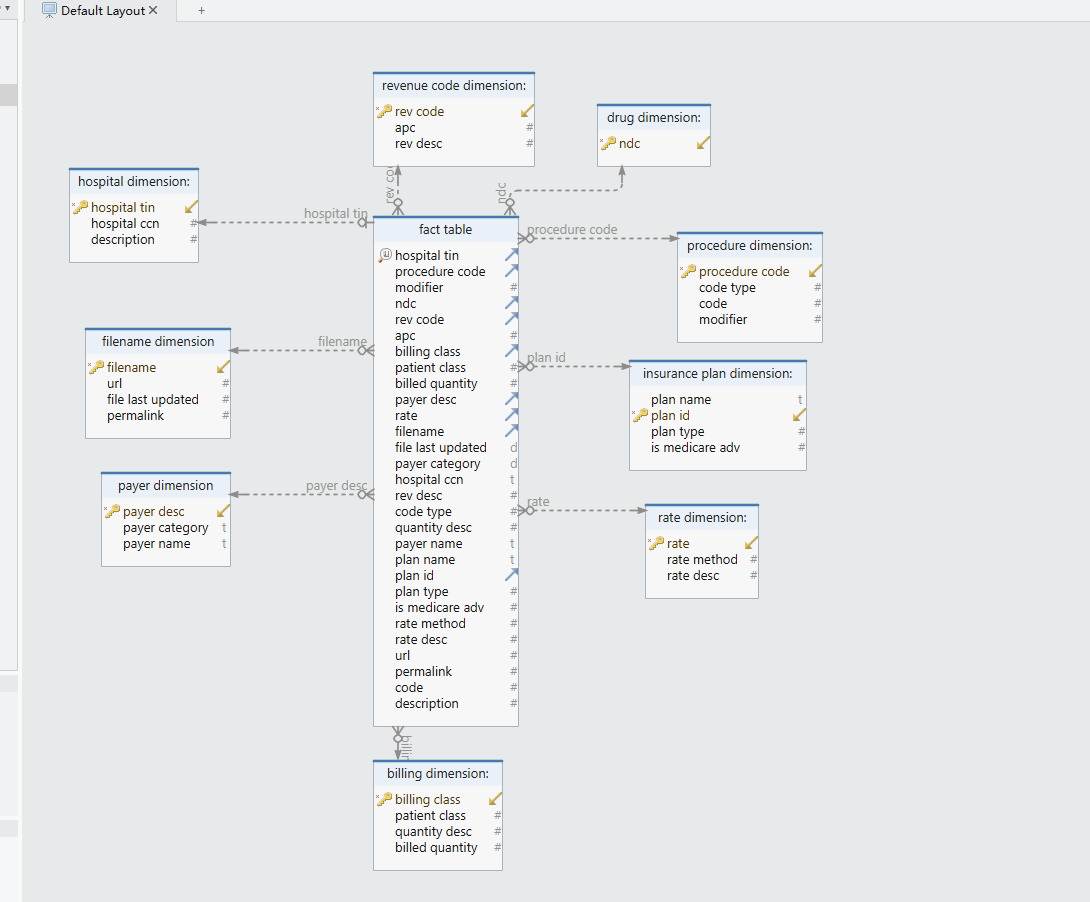 Default Layout
+
revenue code dimension:
rev code
apc #
rev desc #
drug dimension:
ndc
hospital dimension:
hospital tin
hospital ccn #
description #
hospital tin
ndc
fact table
hospital tin
procedure code
modifier #
ndc
rev code
apc #
billing class
patient class #
billed quantity #
payer desc
rate
filename
file last updated d
payer category d
hospital ccn t
rev desc #
code type #
quantity desc #
payer name t
plan name t
plan id
plan type #
is medicare adv #
rate method #
rate desc #
url #
permalink #
code #
description #
procedure code
procedure dimension:
procedure code
code type #
code #
modifier #
filename dimension
filename
url #
file last updated #
permalink #
filename
plan id
insurance plan dimension:
plan name t
plan id
plan type #
is medicare adv #
payer dimension
payer desc
payer category t
payer name t
payer desc
rate
rate dimension:
rate
rate method #
rate desc #
billing dimension:
billing class
patient class #
quantity desc #
billed quantity #